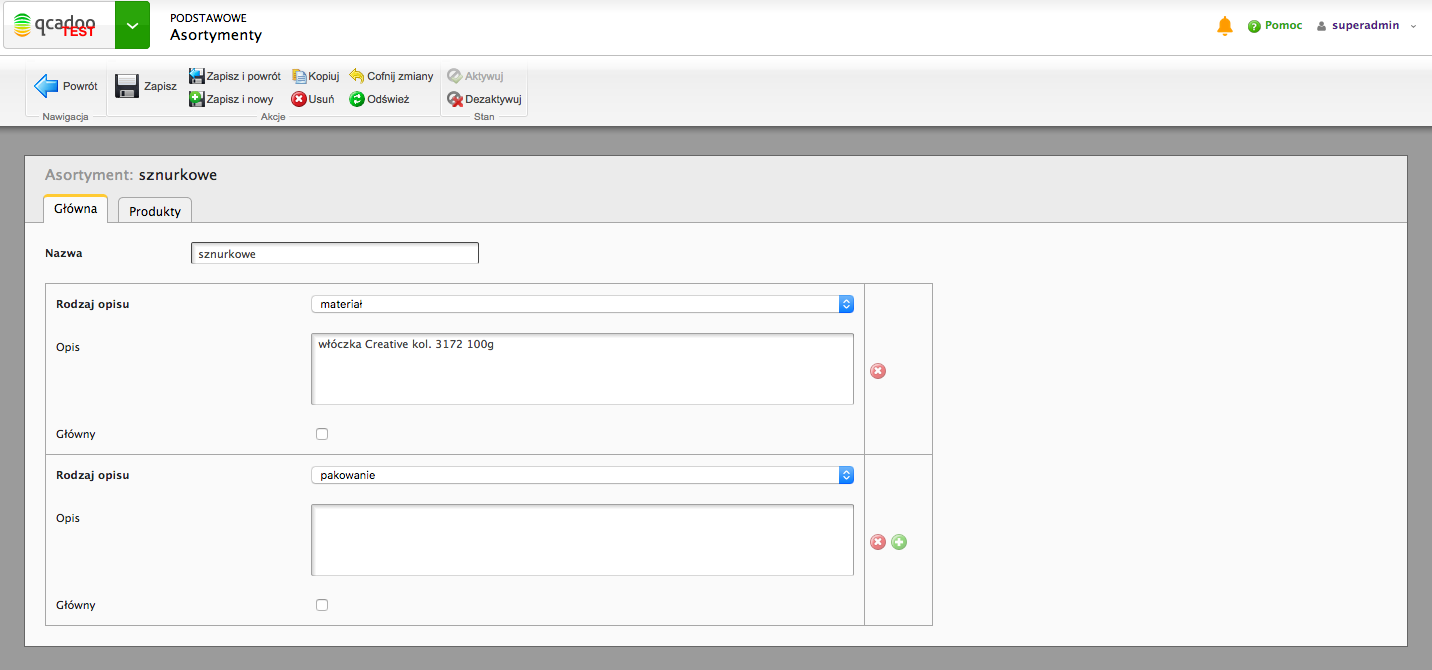 qcadoo
TEST
PODSTAWOWE
Asortymenty
Pomoc
superadmin
Powrót
Nawigacja
Zapisz
Zapisz i powrót
Kopiuj
Cofnij zmiany
Zapisz i nowy
Usuń
Odśwież
Akcje
Aktywuj
Dezaktywuj
Stan
Asortyment: sznurkowe
Główna
Produkty
Nazwa
sznurkowe
Rodzaj opisu
materiał
Opis
włóczka Creative kol. 3172 100g
Główny
Rodzaj opisu
pakowanie
Opis
Główny